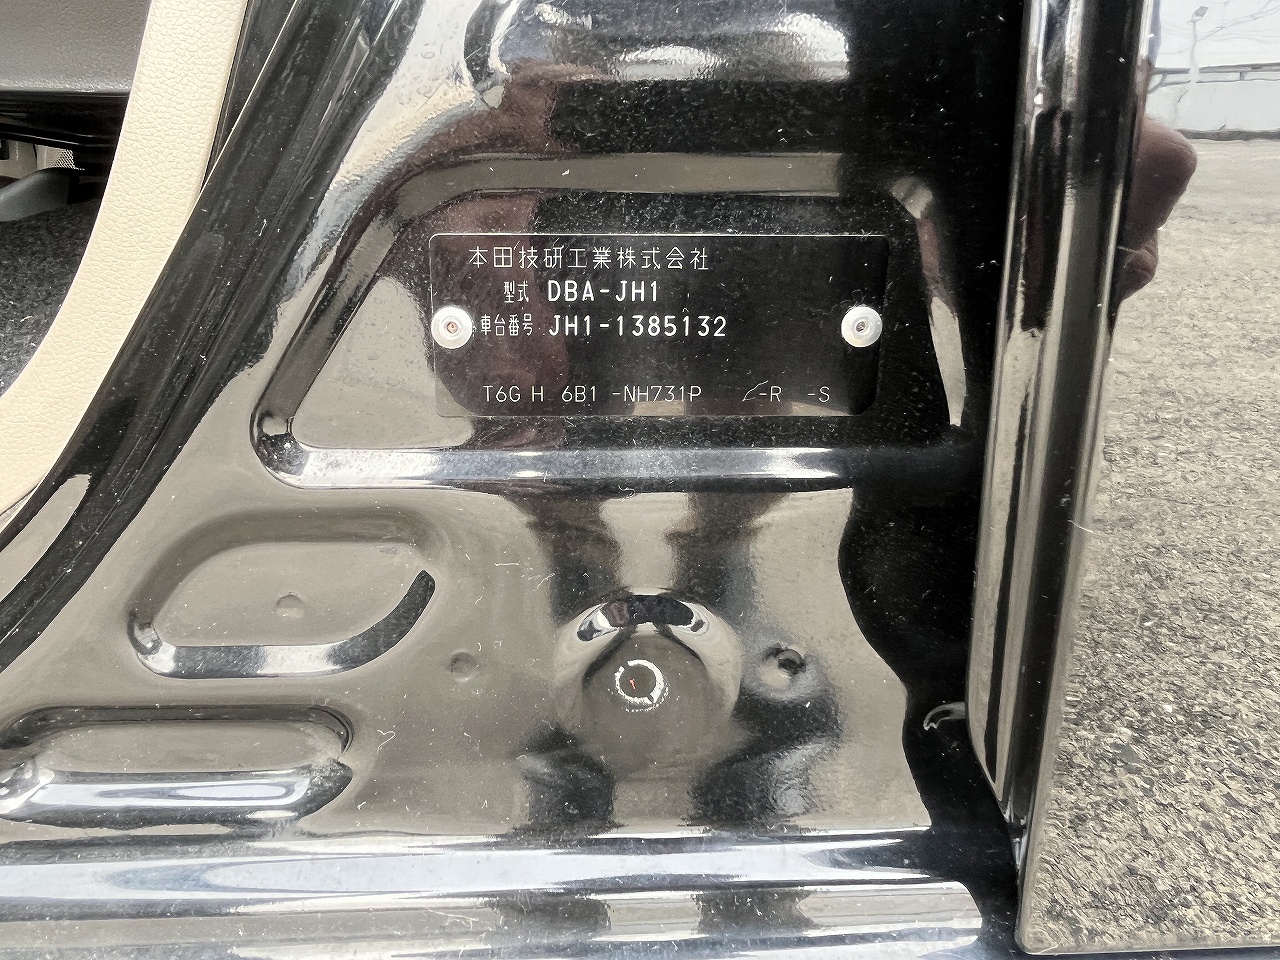 本田技研工業株式会社
型式 DBA-JH1
車台番号 JH1-1385132
T6G H 6B1 -NH731P -R -S